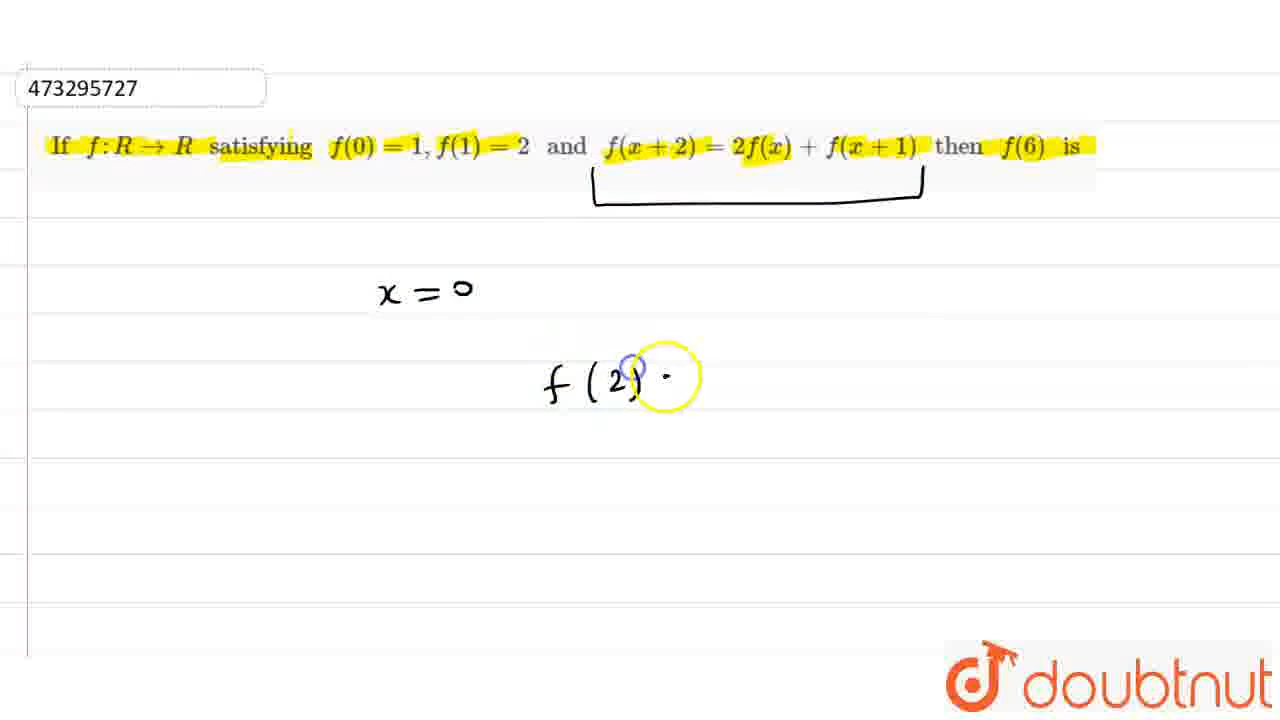 473295727
If f: R → R satisfying f(0) = 1, f(1) = 2 and f(x + 2) = 2f(x) + f(x + 1) then f(6) is
x = 0
f (2)
doubtnut